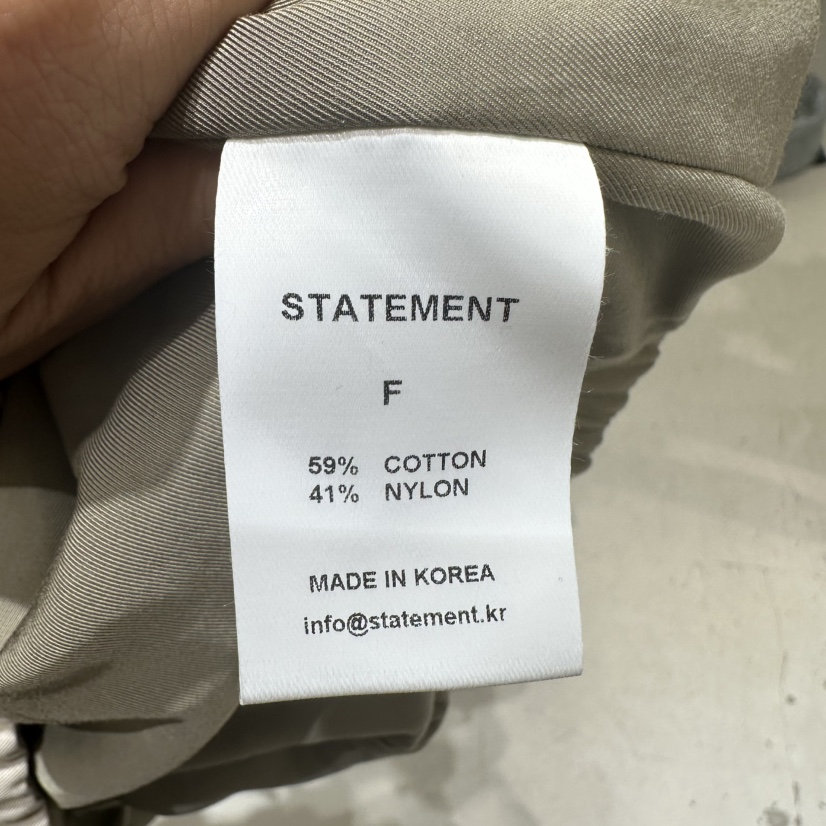 STATEMENT
F
59% COTTON
41% NYLON
MADE IN KOREA
info@statement.kr